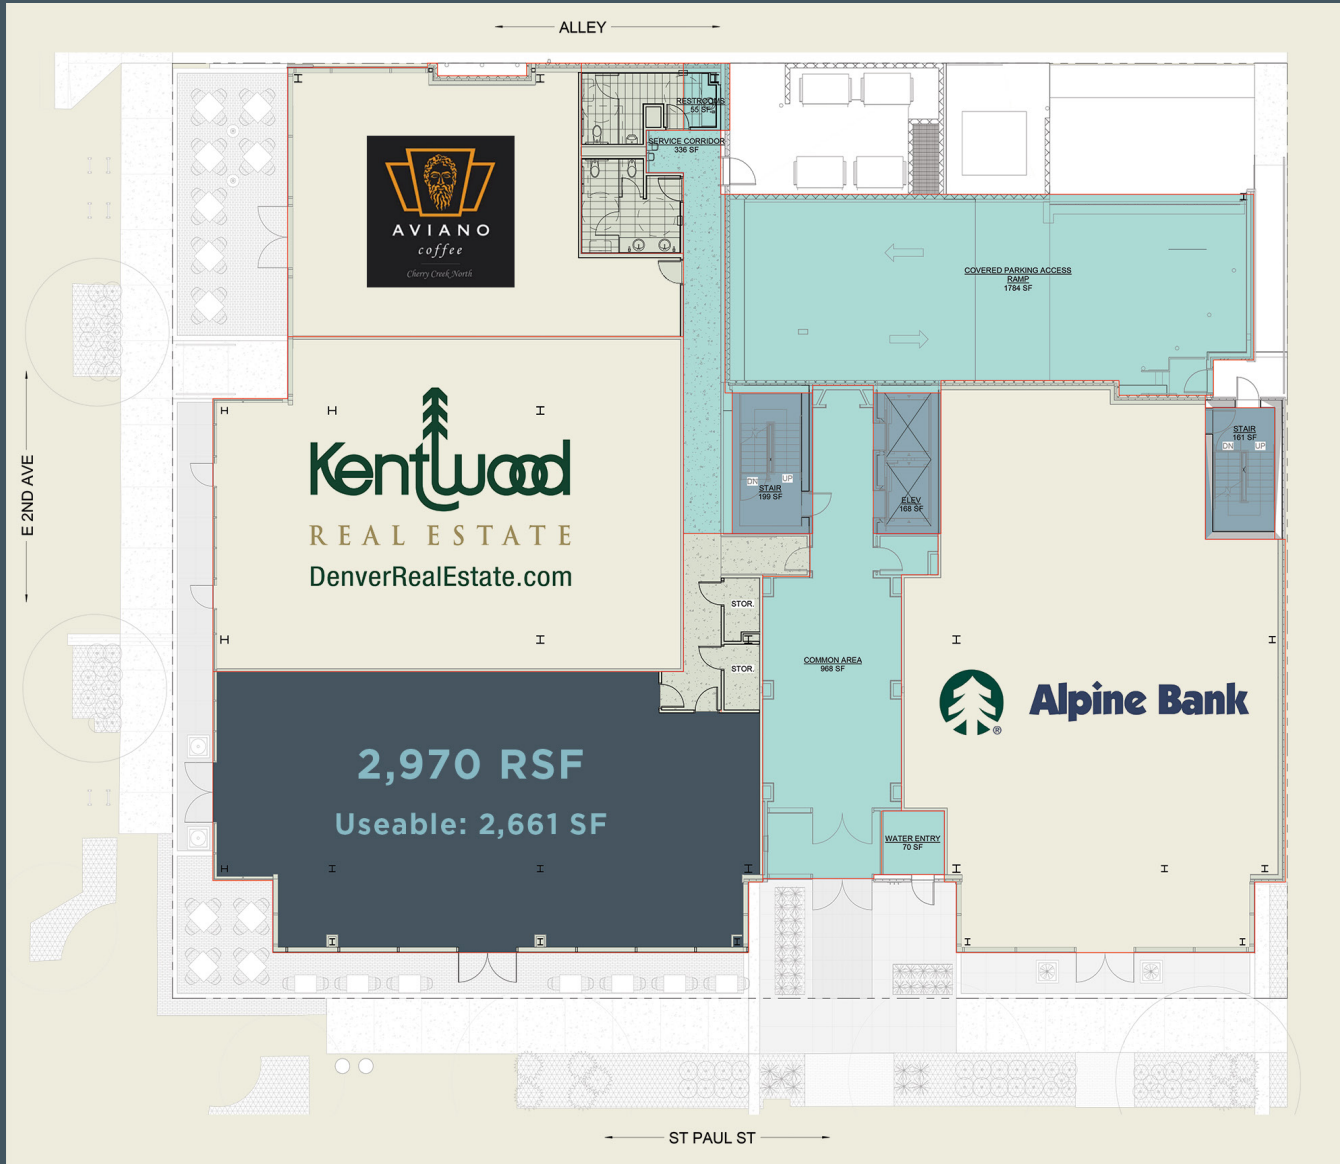 ALLEY
RESTROOMS
55 SF
SERVICE CORRIDOR
336 SF
AVIANO
coffee
Cherry Creek North
COVERED PARKING ACCESS
RAMP
1784 SF
E 2ND AVE
Kentwood
REAL ESTATE
DenverRealEstate.com
DN UP
STAIR
199 SF
ELEV
168 SF
STAIR
161 SF
DN UP
STOR.
STOR.
COMMON AREA
968 SF
Alpine Bank
®
2,970 RSF
Useable: 2,661 SF
WATER ENTRY
70 SF
ST PAUL ST